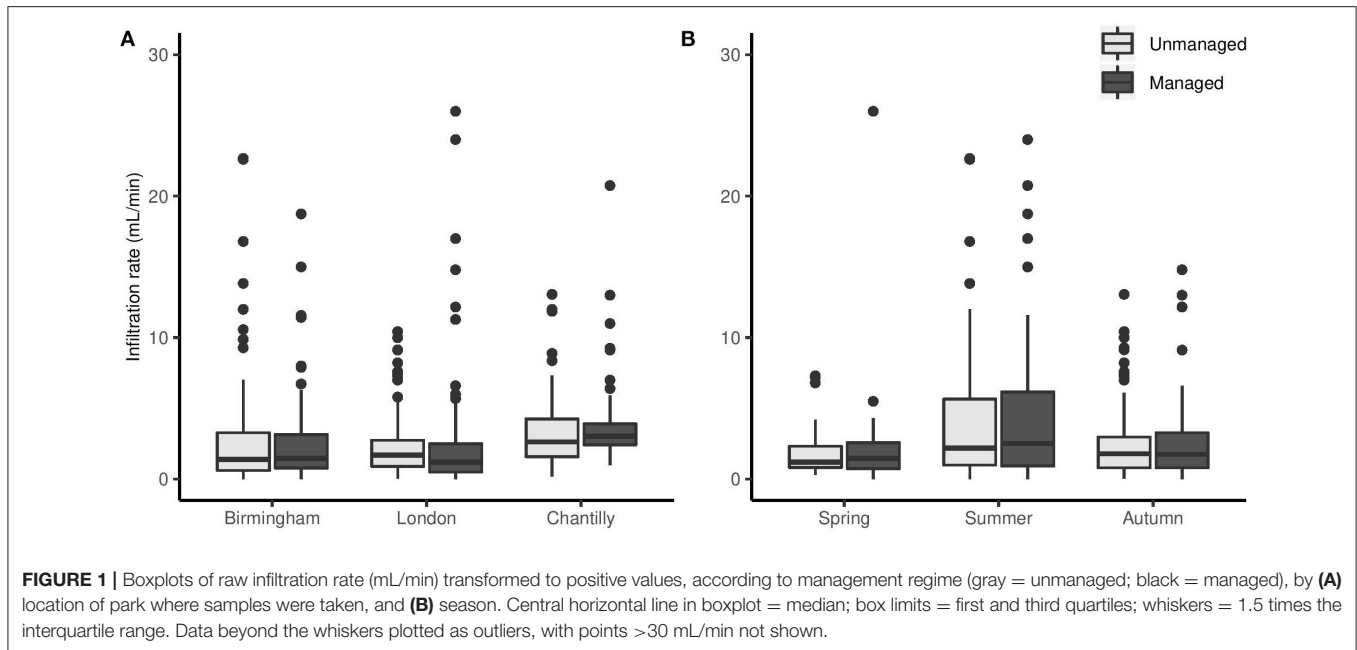 A
B
30
20
10
0
Infiltration rate (mL/min)
Birmingham
London
Chantilly
30
20
10
0
Spring
Summer
Autumn
Unmanaged
Managed
FIGURE 1 | Boxplots of raw infiltration rate (mL/min) transformed to positive values, according to management regime (gray = unmanaged; black = managed), by (A)
location of park where samples were taken, and (B) season. Central horizontal line in boxplot = median; box limits = first and third quartiles; whiskers = 1.5 times the
interquartile range. Data beyond the whiskers plotted as outliers, with points >30 mL/min not shown.